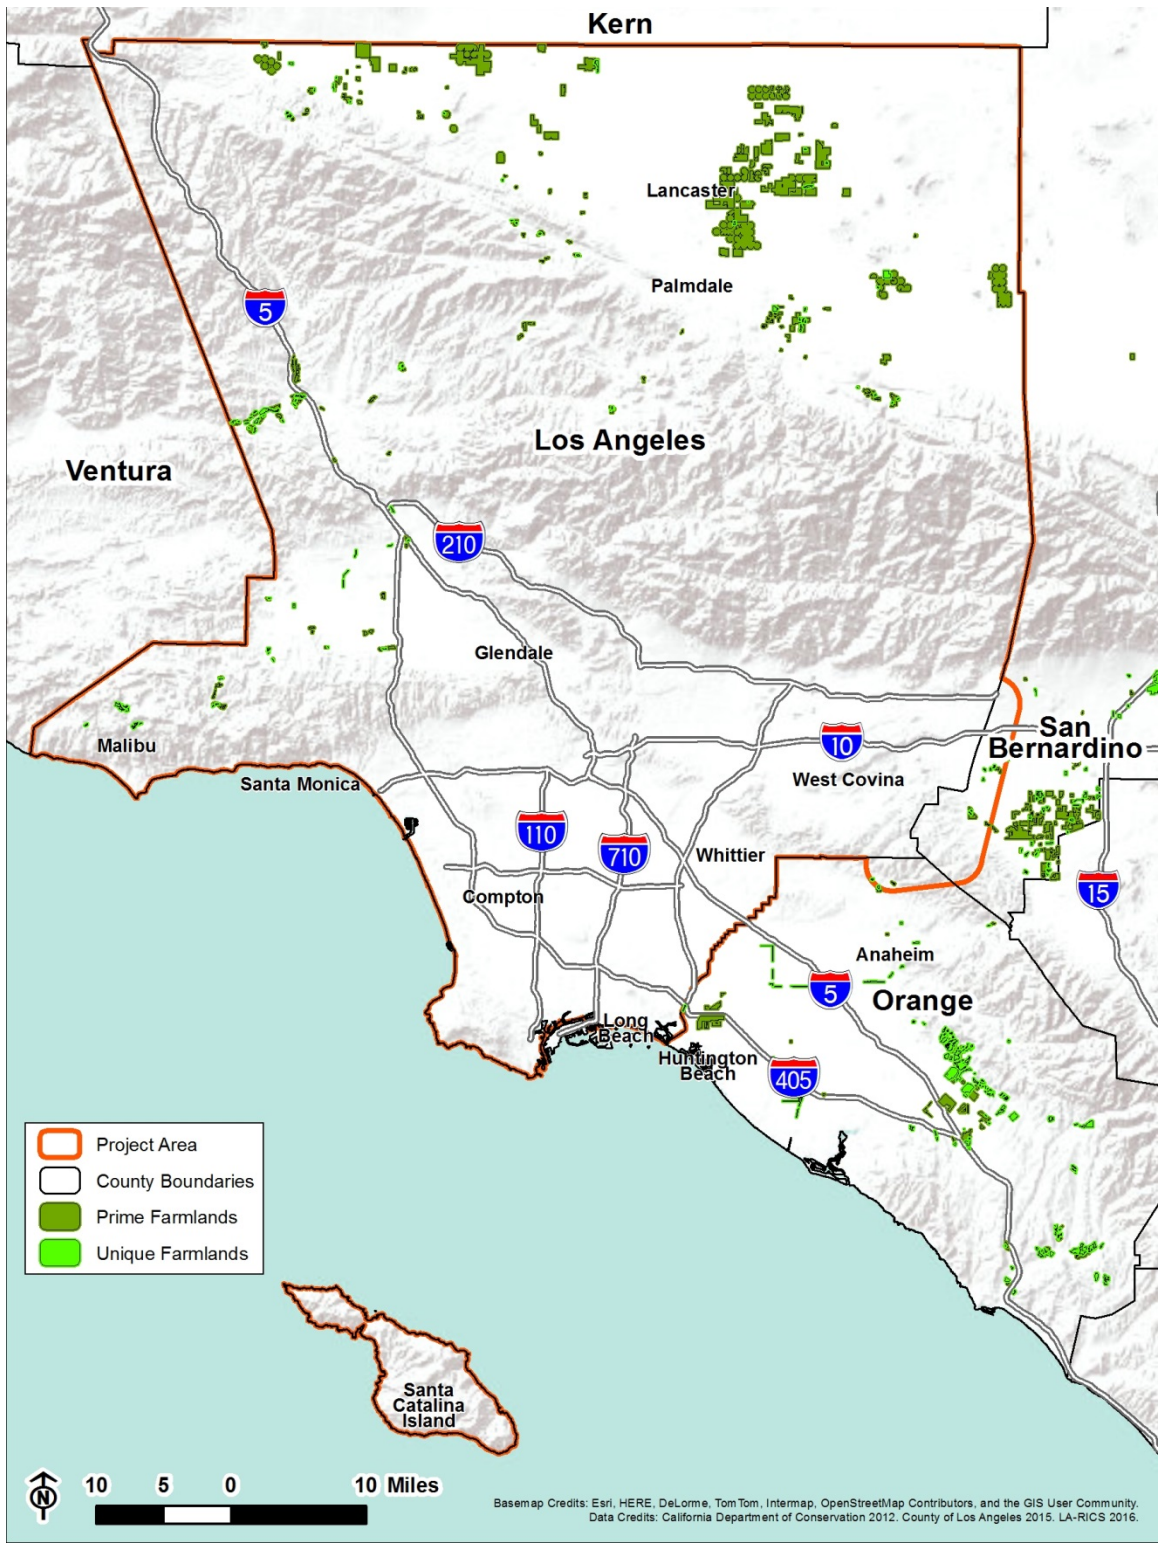 Kern
Lancaster
Palmdale
5
Los Angeles
Ventura
210
Glendale
San
Bernardino
10
Malibu
Santa Monica
West Covina
110
710
Whittier
15
Compton
Anaheim
5
Orange
Long
Beach
Huntington
Beach
405
Project Area
County Boundaries
Prime Farmlands
Unique Farmlands
Santa
Catalina
Island
N
10 5 0 10 Miles
Basemap Credits: Esri, HERE, DeLorme, TomTom, Intermap, OpenStreetMap Contributors, and the GIS User Community.
Data Credits: California Department of Conservation 2012. County of Los Angeles 2015. LA-RICS 2016.